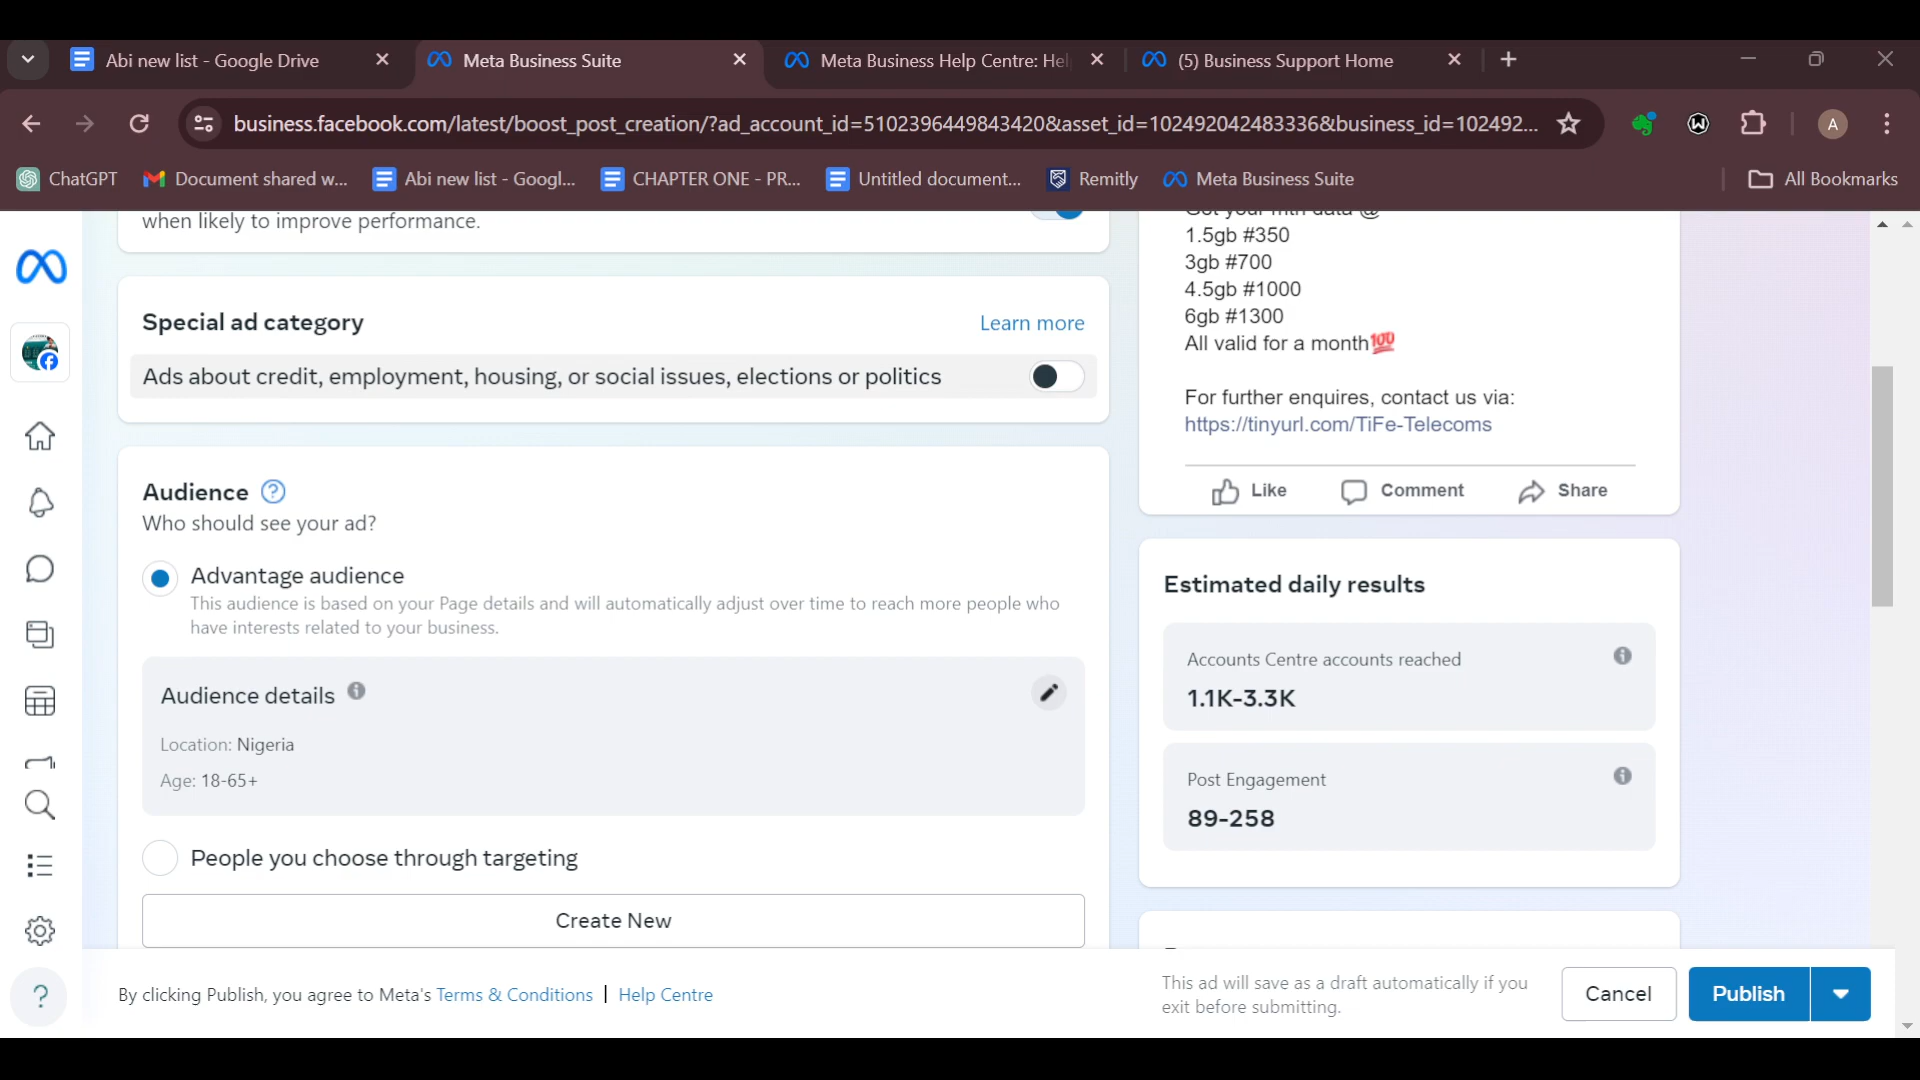 Abi new list - Google Drive
Meta Business Suite
Meta Business Help Centre: Hel
(5) Business Support Home
business.facebook.com/latest/boost_post_creation/?ad_account_id=5102396449843420&asset_id=102492042483336&business_id=102492...
A
ChatGPT
Document shared w...
Abi new list - Googl...
CHAPTER ONE - PR...
Untitled document...
Remitly
Meta Business Suite
All Bookmarks
when likely to improve performance.
Special ad category
Learn more
Ads about credit, employment, housing, or social issues, elections or politics
Audience
Who should see your ad?
Advantage audience
This audience is based on your Page details and will automatically adjust over time to reach more people who
have interests related to your business.
Audience details
Location: Nigeria
Age: 18-65+
People you choose through targeting
Create New
1.5gb #350
3gb #700
4.5gb #1000
6gb #1300
All valid for a month💯
For further enquires, contact us via:
https://tinyurl.com/TiFe-Telecoms
Like
Comment
Share
Estimated daily results
Accounts Centre accounts reached
1.1K-3.3K
Post Engagement
89-258
By clicking Publish, you agree to Meta's Terms & Conditions | Help Centre
This ad will save as a draft automatically if you
exit before submitting.
Cancel
Publish